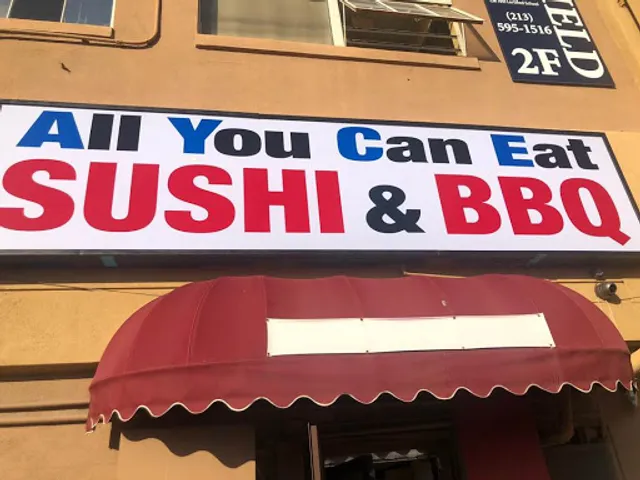 (213)
595-1516
2F
All You Can Eat
SUSHI & BBQ